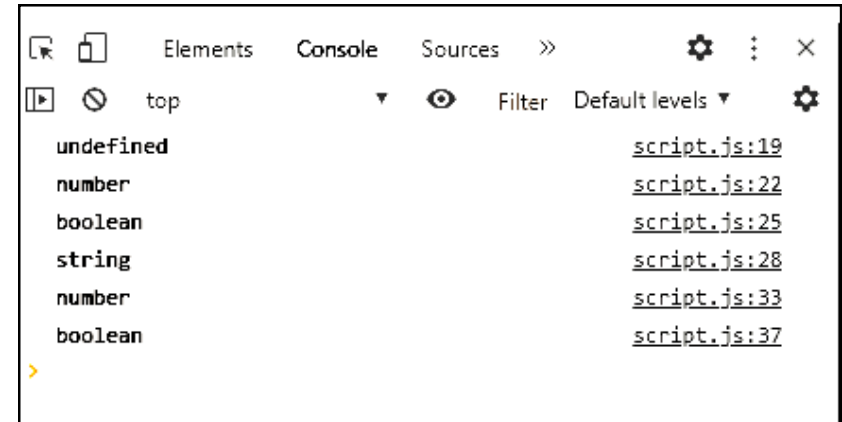 Elements Console Sources »
top Filter Default levels ▼
undefined script.js:19
number script.js:22
boolean script.js:25
string script.js:28
number script.js:33
boolean script.js:37
>